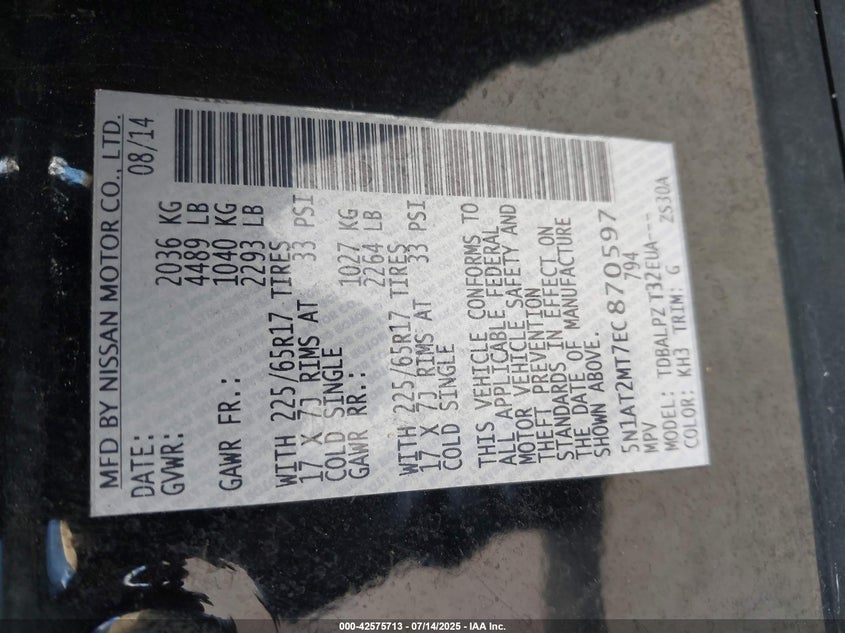 MFD BY NISSAN MOTOR CO., LTD.
DATE: 08/14
GVWR: 2036 KG
4489 LB
GAWR FR.: 1040 KG
2293 LB
WITH 225/65R17 TIRES
17 X 7J RIMS AT 33 PSI
COLD SINGLE
GAWR RR.: 1027 KG
2264 LB
WITH 225/65R17 TIRES
17 X 7J RIMS AT 33 PSI
COLD SINGLE
THIS VEHICLE CONFORMS TO
ALL APPLICABLE FEDERAL
MOTOR VEHICLE SAFETY AND
THEFT PREVENTION
STANDARDS IN EFFECT ON
THE DATE OF MANUFACTURE
SHOWN ABOVE.
5N1AT2MT7EC870597
MPV 794
MODEL: TDBALPZ T32EUA---
COLOR: KH3 TRIM: G 2S30A
000-42575713 - 07/14/2025 - IAA Inc.